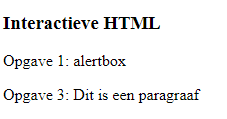 Interactieve HTML
Opgave 1: alertbox
Opgave 3: Dit is een paragraaf